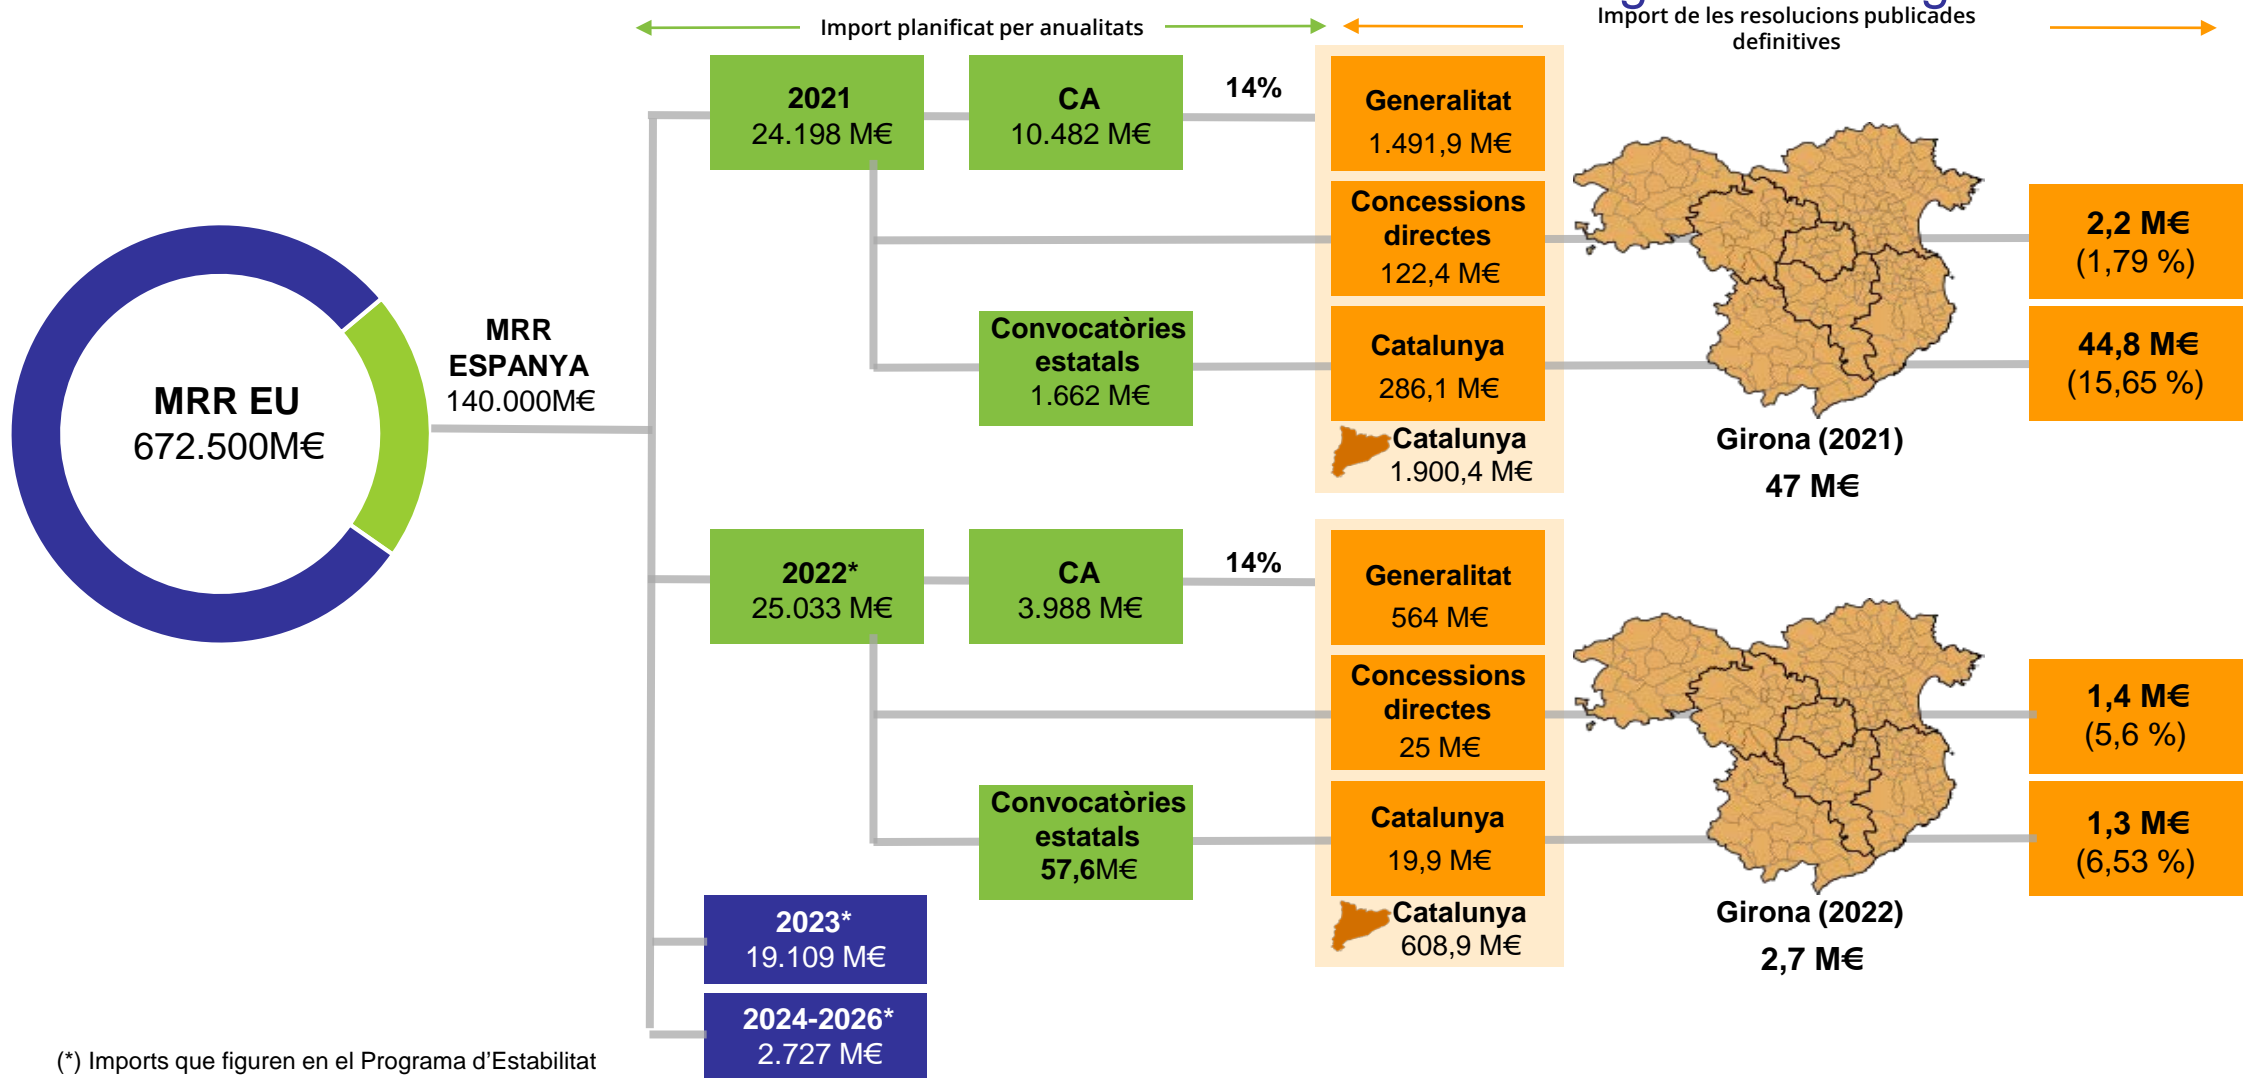 Import planificat per anualitats
Import de les resolucions publicades
definitives
2021
24.198 M€
CA
10.482 M€
14%
Generalitat
1.491,9 M€
Concessions
directes
122,4 M€
2,2 M€
(1,79 %)
MRR
ESPANYA
140.000M€
MRR EU
672.500M€
Convocatòries
estatals
1.662 M€
Catalunya
286,1 M€
44,8 M€
(15,65 %)
Catalunya
1.900,4 M€
Girona (2021)
47 M€
2022*
25.033 M€
CA
3.988 M€
14%
Generalitat
564 M€
Concessions
directes
25 M€
1,4 M€
(5,6 %)
Convocatòries
estatals
57,6M€
Catalunya
19,9 M€
1,3 M€
(6,53 %)
Catalunya
608,9 M€
Girona (2022)
2,7 M€
2023*
19.109 M€
2024-2026*
2.727 M€
(*) Imports que figuren en el Programa d’Estabilitat